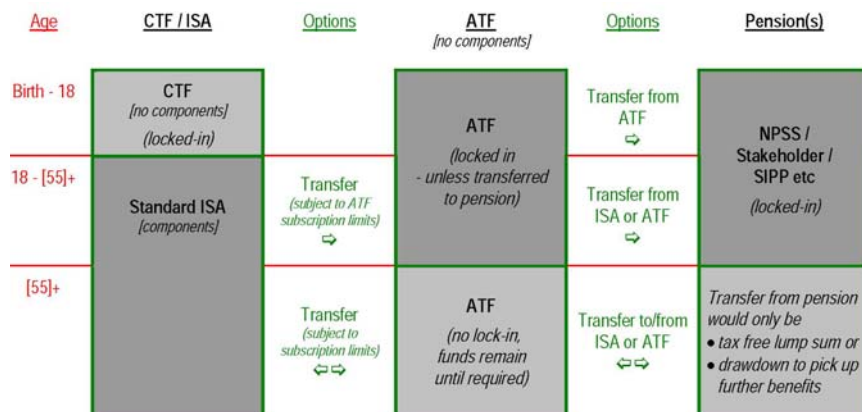 Age
CTF / ISA
Options
ATF
[no components]
Options
Pension(s)
Birth - 18
CTF
[no components]
(locked-in)
ATF
(locked in
- unless transferred
to pension)
Transfer from
ATF
⇨
NPSS /
Stakeholder /
SIPP etc
(locked-in)
18 - [55]+
Standard ISA
[components]
Transfer
(subject to ATF
subscription limits)
⇨
Transfer from
ISA or ATF
⇨
[55]+
Transfer
(subject to
subscription limits)
⇦⇨
ATF
(no lock-in,
funds remain
until required)
Transfer to/from
ISA or ATF
⇦⇨
Transfer from pension
would only be
• tax free lump sum or
• drawdown to pick up
further benefits